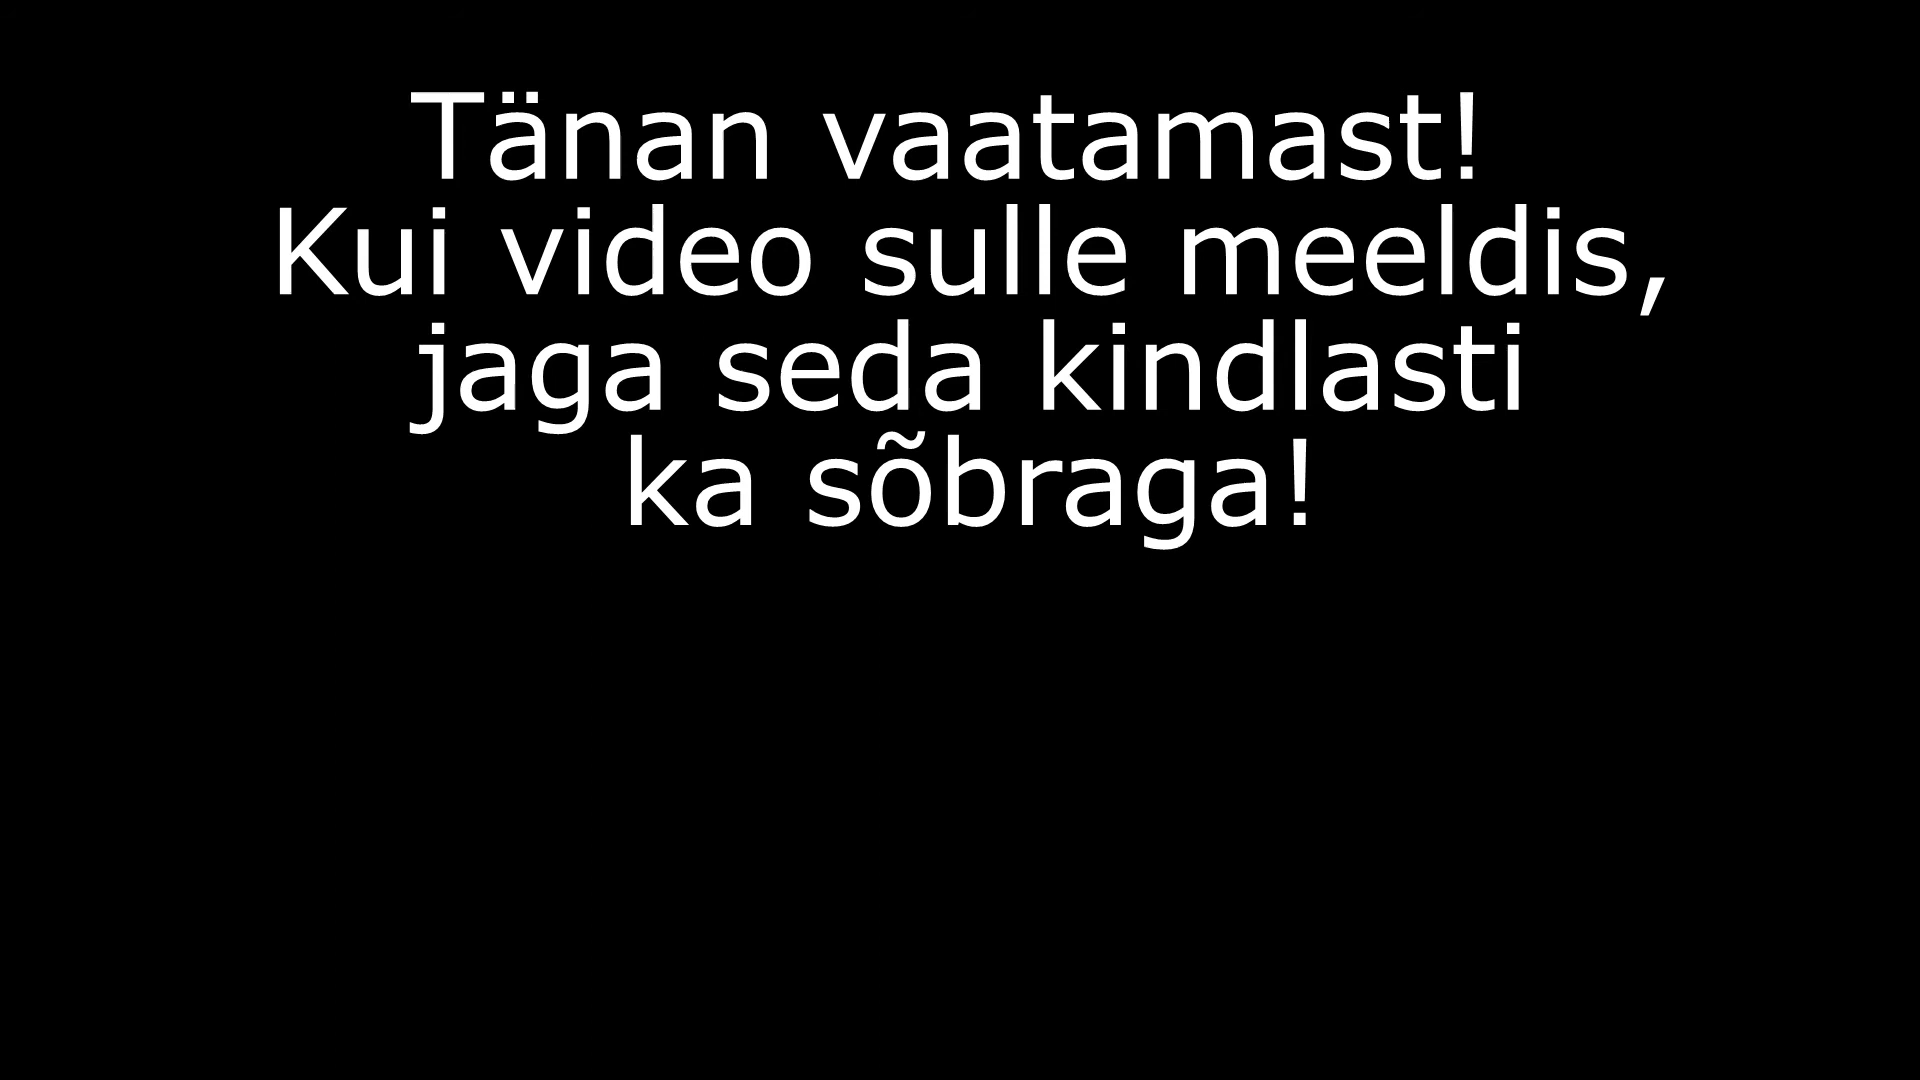 Tänan vaatamast!
Kui video sulle meeldis,
jaga seda kindlasti
ka sõbraga!